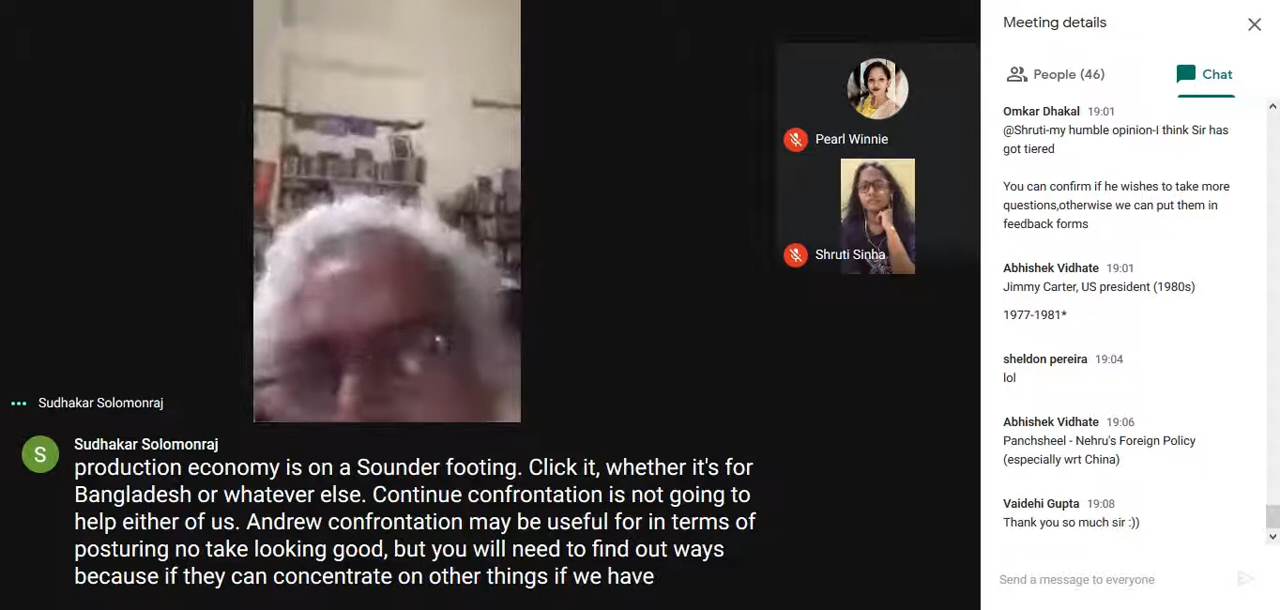 Meeting details
People (46)
Chat
Omkar Dhakal 19:01
@Shruti-my humble opinion-I think Sir has
got tiered
You can confirm if he wishes to take more
questions,otherwise we can put them in
feedback forms
Abhishek Vidhate 19:01
Jimmy Carter, US president (1980s)
1977-1981*
sheldon pereira 19:04
lol
Abhishek Vidhate 19:06
Panchsheel - Nehru's Foreign Policy
(especially wrt China)
Vaidehi Gupta 19:08
Thank you so much sir :))
Send a message to everyone
Pearl Winnie
Shruti Sinha
Sudhakar Solomonraj
S
Sudhakar Solomonraj
production economy is on a Sounder footing. Click it, whether it's for
Bangladesh or whatever else. Continue confrontation is not going to
help either of us. Andrew confrontation may be useful for in terms of
posturing no take looking good, but you will need to find out ways
because if they can concentrate on other things if we have